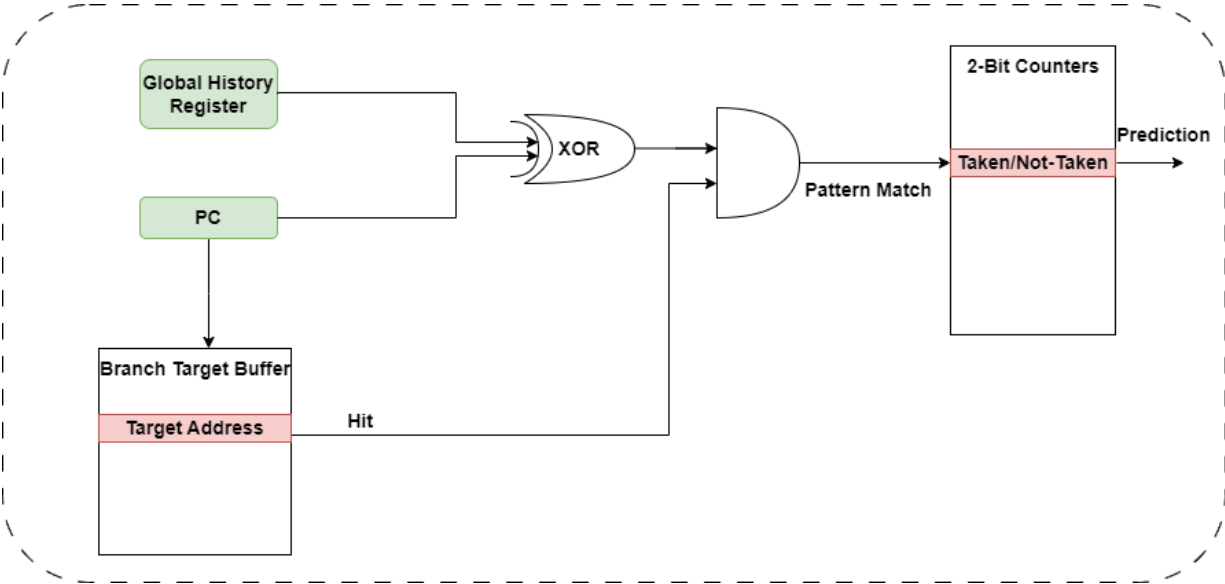 Global History
Register
XOR
2-Bit Counters
Taken/Not-Taken
Prediction
Pattern Match
PC
Branch Target Buffer
Target Address
Hit